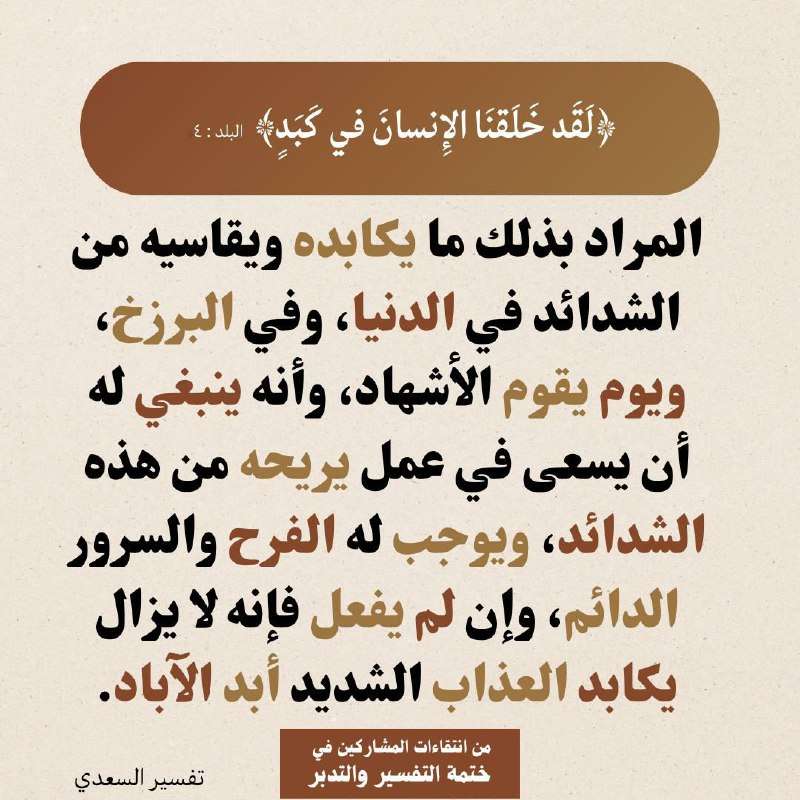 ﴿لَقَد خَلَقنَا الإِنسانَ في كَبَدٍ﴾ البلد : ٤
المراد بذلك ما يكابده ويقاسيه من
الشدائد في الدنيا، وفي البرزخ،
ويوم يقوم الأشهاد، وأنه ينبغي له
أن يسعى في عمل يريحه من هذه
الشدائد، ويوجب له الفرح والسرور
الدائم، وإن لم يفعل فإنه لا يزال
يكابد العذاب الشديد أبد الآباد.
من انتقاءات المشاركين في
ختمة التفسير والتدبر
تفسير السعدي